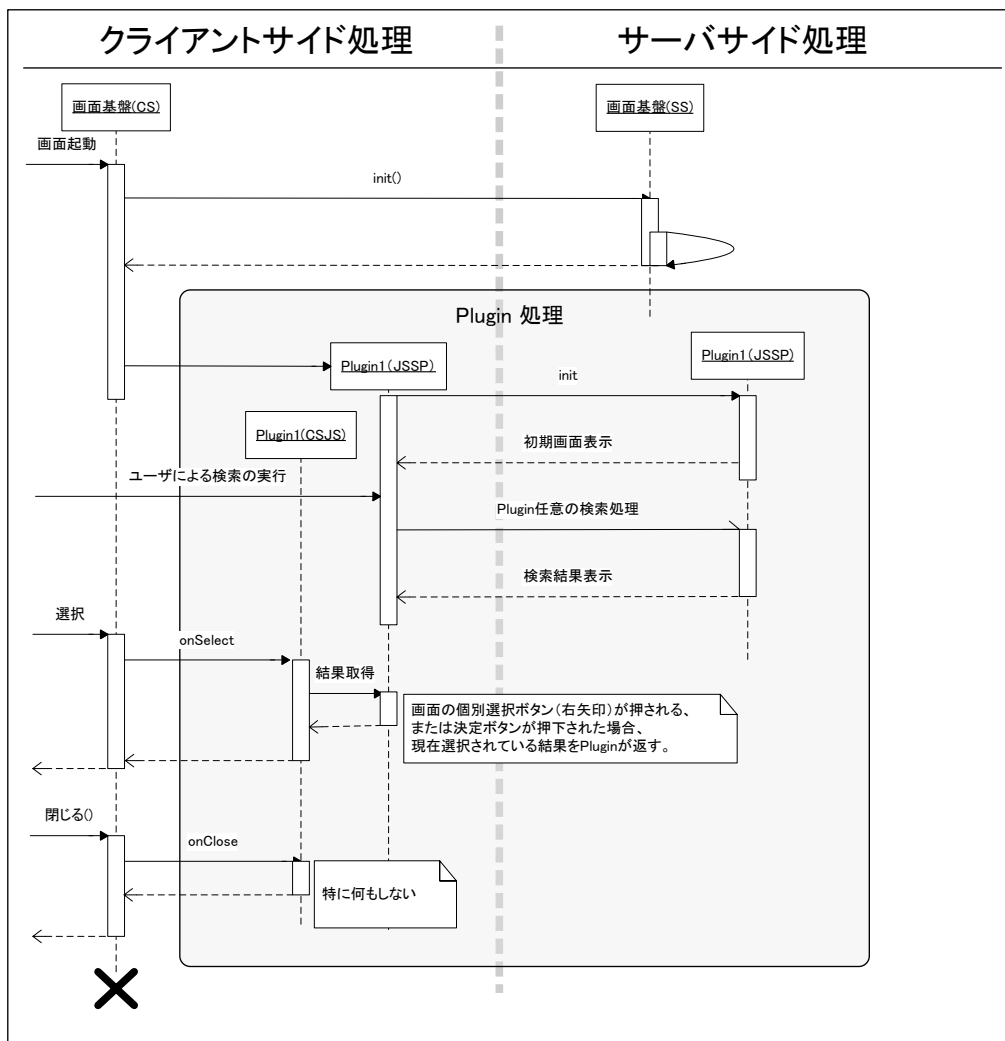 クライアントサイド処理
サーバサイド処理
画面基盤(CS)
画面基盤(SS)
画面起動
init()
Plugin 処理
Plugin1(JSSP)
Plugin1(JSSP)
init
Plugin1(CSJS)
初期画面表示
ユーザによる検索の実行
Plugin任意の検索処理
検索結果表示
選択
onSelect
結果取得
画面の個別選択ボタン(右矢印)が押される、
または決定ボタンが押下された場合、
現在選択されている結果をPluginが返す。
閉じる()
onClose
特に何もしない